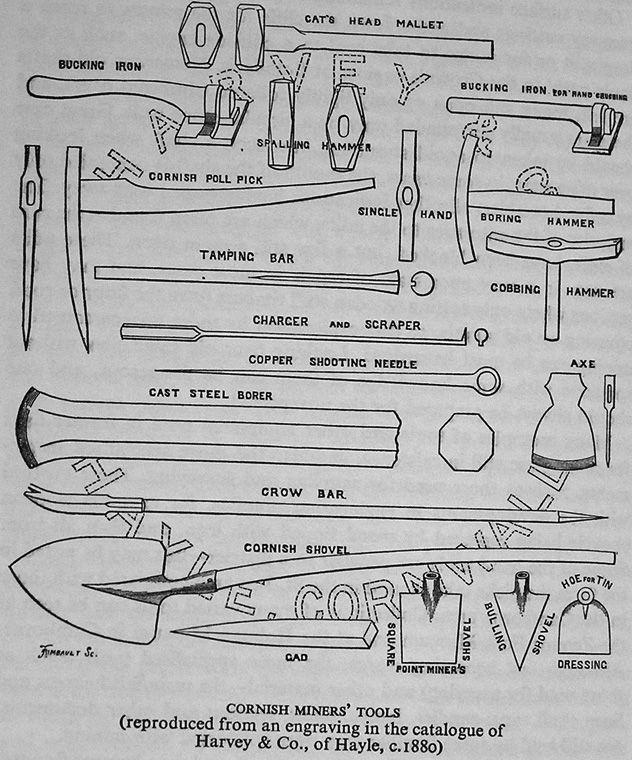 CAT'S HEAD MALLET
BUCKING IRON
BUCKING IRON FOR HAND CRUSHING
SPALLING HAMMER
CORNISH POLL PICK
SINGLE HAND BORING HAMMER
TAMPING BAR
COBBING HAMMER
CHARGER AND SCRAPER
COPPER SHOOTING NEEDLE
AXE
CAST STEEL BORER
CROW BAR
CORNISH SHOVEL
GAD
SQUARE
POINT MINER'S
SHOVEL
BULLING
SHOVEL
HOE FOR TIN
DRESSING
HARVEY & CO.
HAYLE. CORNWALL
CORNISH MINERS' TOOLS
(reproduced from an engraving in the catalogue of
Harvey & Co., of Hayle, c.1880)